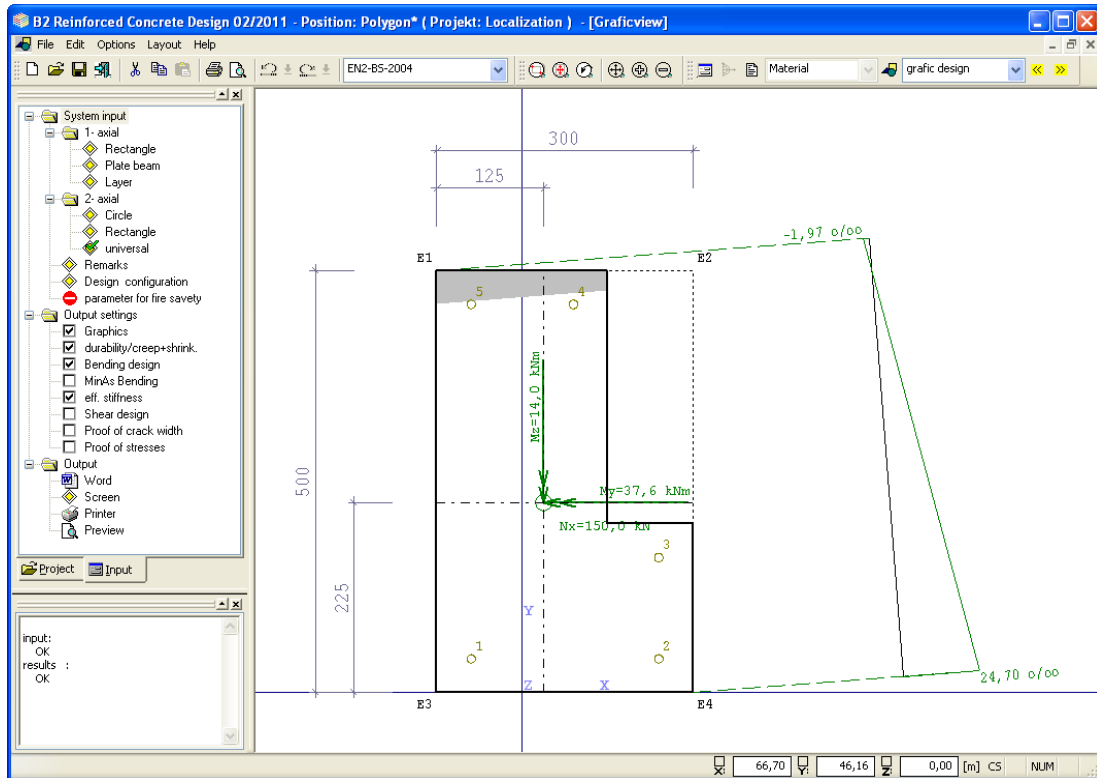 B2 Reinforced Concrete Design 02/2011 - Position: Polygon* ( Projekt: Localization ) - [Graficview]
File Edit Options Layout Help
EN2-BS-2004 Material grafic design
System input
1- axial
Rectangle
Plate beam
Layer
2- axial
Circle
Rectangle
universal
Remarks
Design configuration
parameter for fire savety
Output settings
Graphics
durability/creep+shrink.
Bending design
MinAs Bending
eff. stiffness
Shear design
Proof of crack width
Proof of stresses
Output
Word
Screen
Printer
Preview
Project Input
input:
OK
results :
OK
300
125
-1,97 o/oo
E1 E2
5 4
Mz=14,0 kNm
500
My=37,6 kNm
Nx=150,0 kN
3
225
Y
1 2
Z X
24,70 o/oo
E3 E4
X: 66,70 Y: 46,16 Z: 0,00 [m] CS NUM